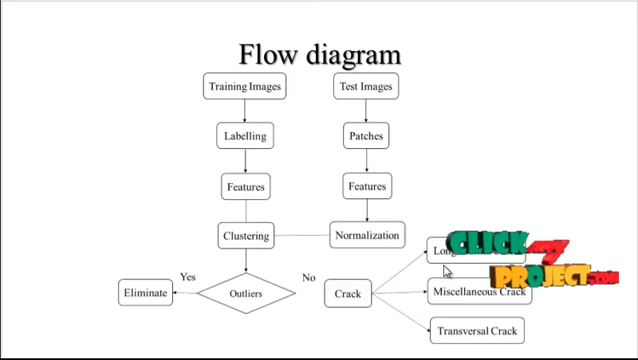 Flow diagram
Training Images
Test Images
Labelling
Patches
Features
Features
Clustering
Normalization
Yes
No
Eliminate
Outliers
Crack
CLICK
PROJECT.COM
Miscellaneous Crack
Transversal Crack